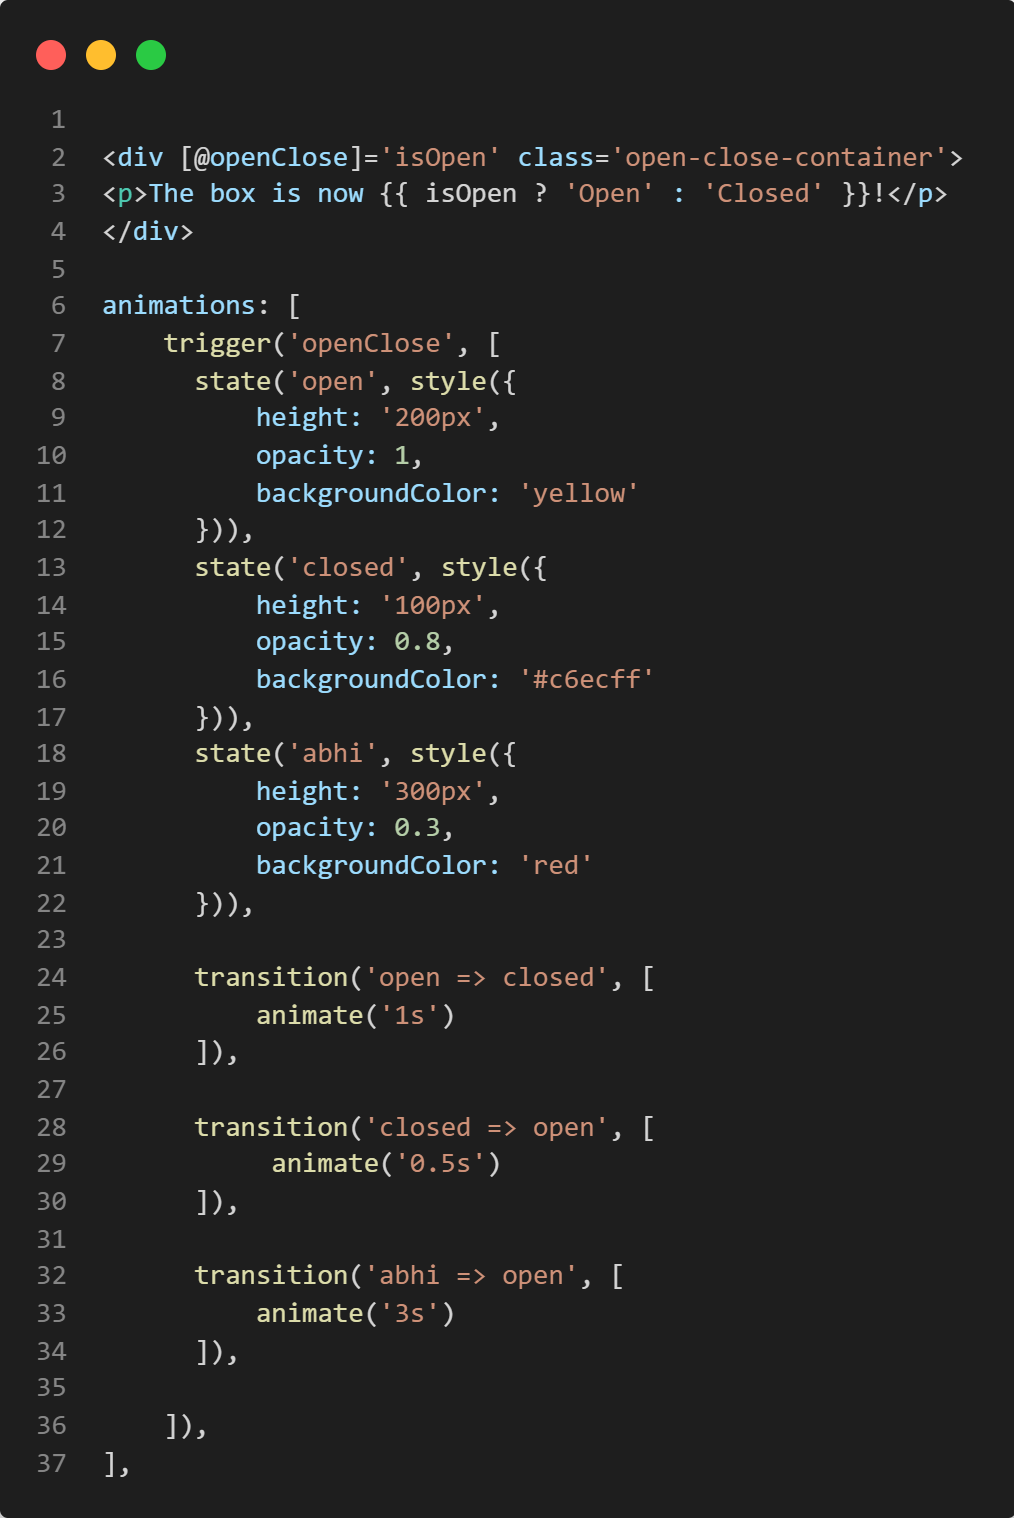 1
2 <div [@openClose]='isOpen' class='open-close-container'>
3 <p>The box is now {{ isOpen ? 'Open' : 'Closed' }}!</p>
4 </div>
5
6 animations: [
7     trigger('openClose', [
8       state('open', style({
9           height: '200px',
10           opacity: 1,
11           backgroundColor: 'yellow'
12       })),
13       state('closed', style({
14           height: '100px',
15           opacity: 0.8,
16           backgroundColor: '#c6ecff'
17       })),
18       state('abhi', style({
19           height: '300px',
20           opacity: 0.3,
21           backgroundColor: 'red'
22       })),
23
24       transition('open => closed', [
25           animate('1s')
26       ]),
27
28       transition('closed => open', [
29            animate('0.5s')
30       ]),
31
32       transition('abhi => open', [
33           animate('3s')
34       ]),
35
36     ]),
37 ],